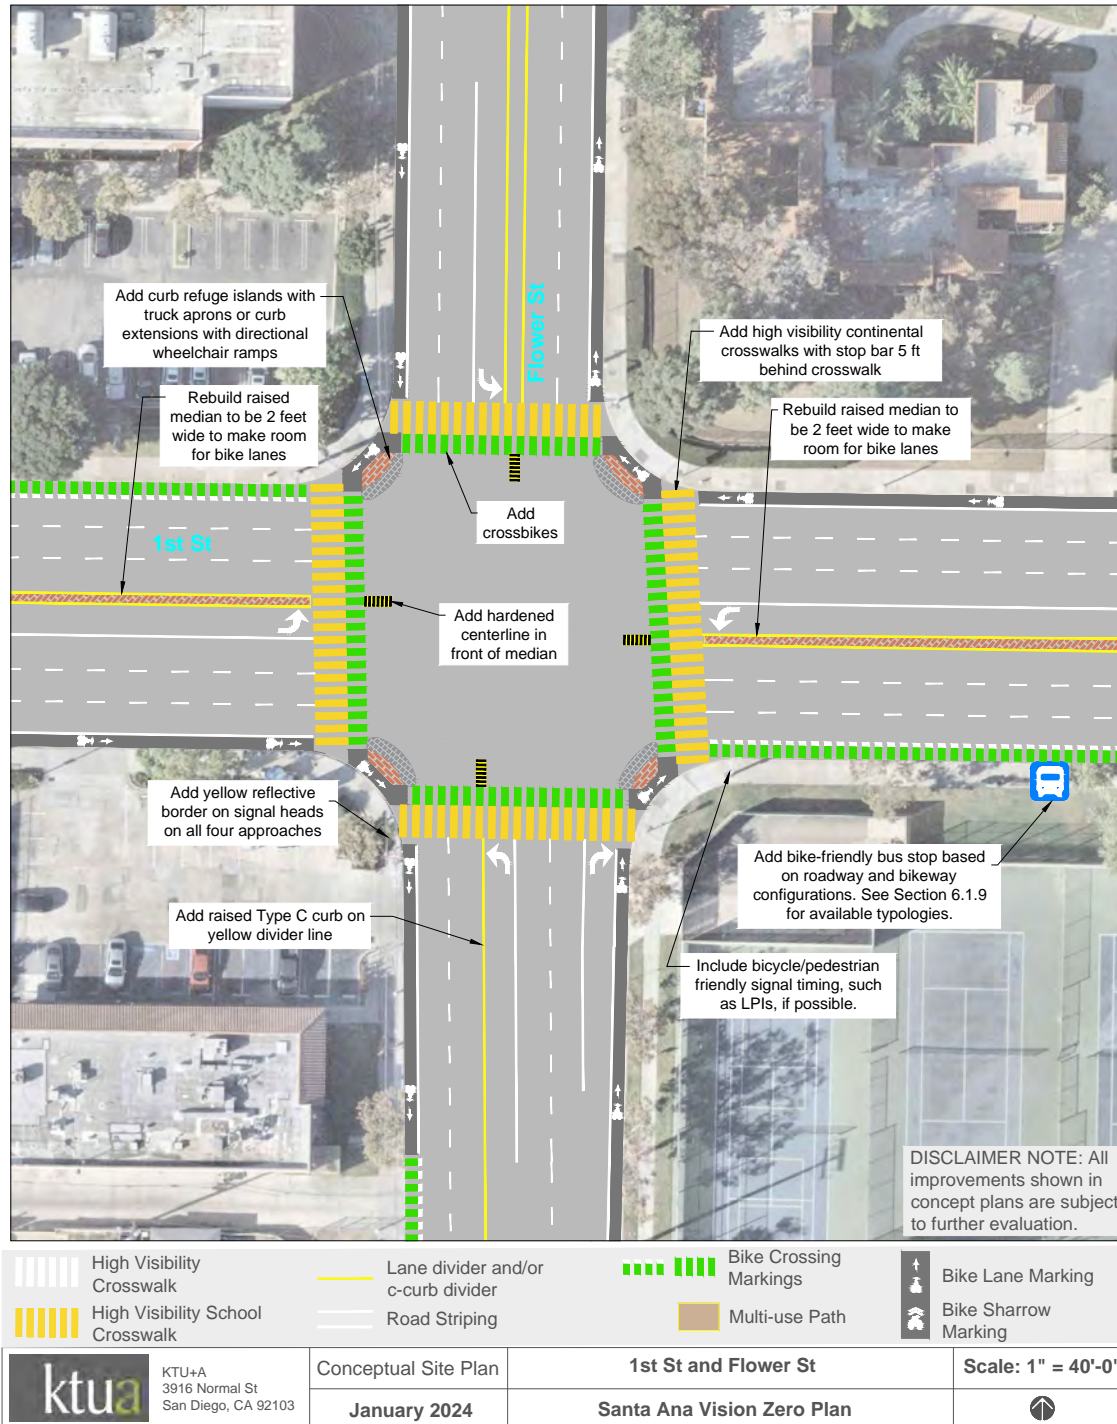 Flower St
Add curb refuge islands with
truck aprons or curb
extensions with directional
wheelchair ramps
Add high visibility continental
crosswalks with stop bar 5 ft
behind crosswalk
Rebuild raised
median to be 2 feet
wide to make room
for bike lanes
Rebuild raised median to
be 2 feet wide to make
room for bike lanes
Add
crossbikes
1st St
Add hardened
centerline in
front of median
Add yellow reflective
border on signal heads
on all four approaches
Add bike-friendly bus stop based
on roadway and bikeway
configurations. See Section 6.1.9
for available typologies.
Add raised Type C curb on
yellow divider line
Include bicycle/pedestrian
friendly signal timing, such
as LPIs, if possible.
DISCLAIMER NOTE: All
improvements shown in
concept plans are subject
to further evaluation.
High Visibility
Crosswalk
High Visibility School
Crosswalk
Lane divider and/or
c-curb divider
Road Striping
Bike Crossing
Markings
Multi-use Path
Bike Lane Marking
Bike Sharrow
Marking
ktua
KTU+A
3916 Normal St
San Diego, CA 92103
Conceptual Site Plan
January 2024
1st St and Flower St
Santa Ana Vision Zero Plan
Scale: 1" = 40'-0"